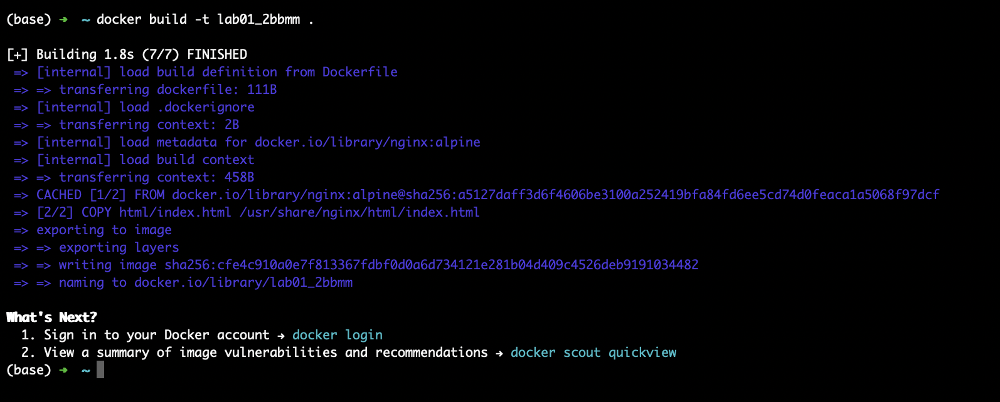 (base) ➜  ~ docker build -t lab01_2bbmm .
[+] Building 1.8s (7/7) FINISHED
=> [internal] load build definition from Dockerfile
=> => transferring dockerfile: 111B
=> [internal] load .dockerignore
=> => transferring context: 2B
=> [internal] load metadata for docker.io/library/nginx:alpine
=> [internal] load build context
=> => transferring context: 458B
=> CACHED [1/2] FROM docker.io/library/nginx:alpine@sha256:a5127daff3d6f4606be3100a252419bfa84fd6ee5cd74d0feaca1a5068f97dcf
=> [2/2] COPY html/index.html /usr/share/nginx/html/index.html
=> exporting to image
=> => exporting layers
=> => writing image sha256:cfe4c910a0e7f813367fdbf0d0a6d734121e281b04d409c4526deb9191034482
=> => naming to docker.io/library/lab01_2bbmm
What's Next?
1. Sign in to your Docker account → docker login
2. View a summary of image vulnerabilities and recommendations → docker scout quickview
(base) ➜  ~